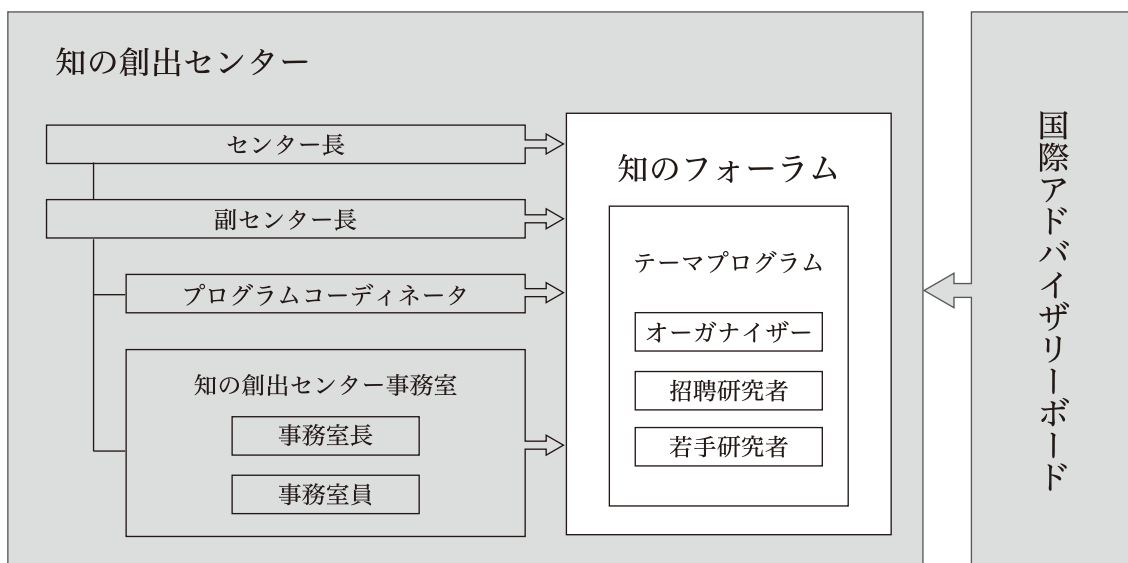 知の創出センター
センター長
副センター長
プログラムコーディネータ
知の創出センター事務室
事務室長
事務室員
知のフォーラム
テーマプログラム
オーガナイザー
招聘研究者
若手研究者
国際アドバイザリーボード